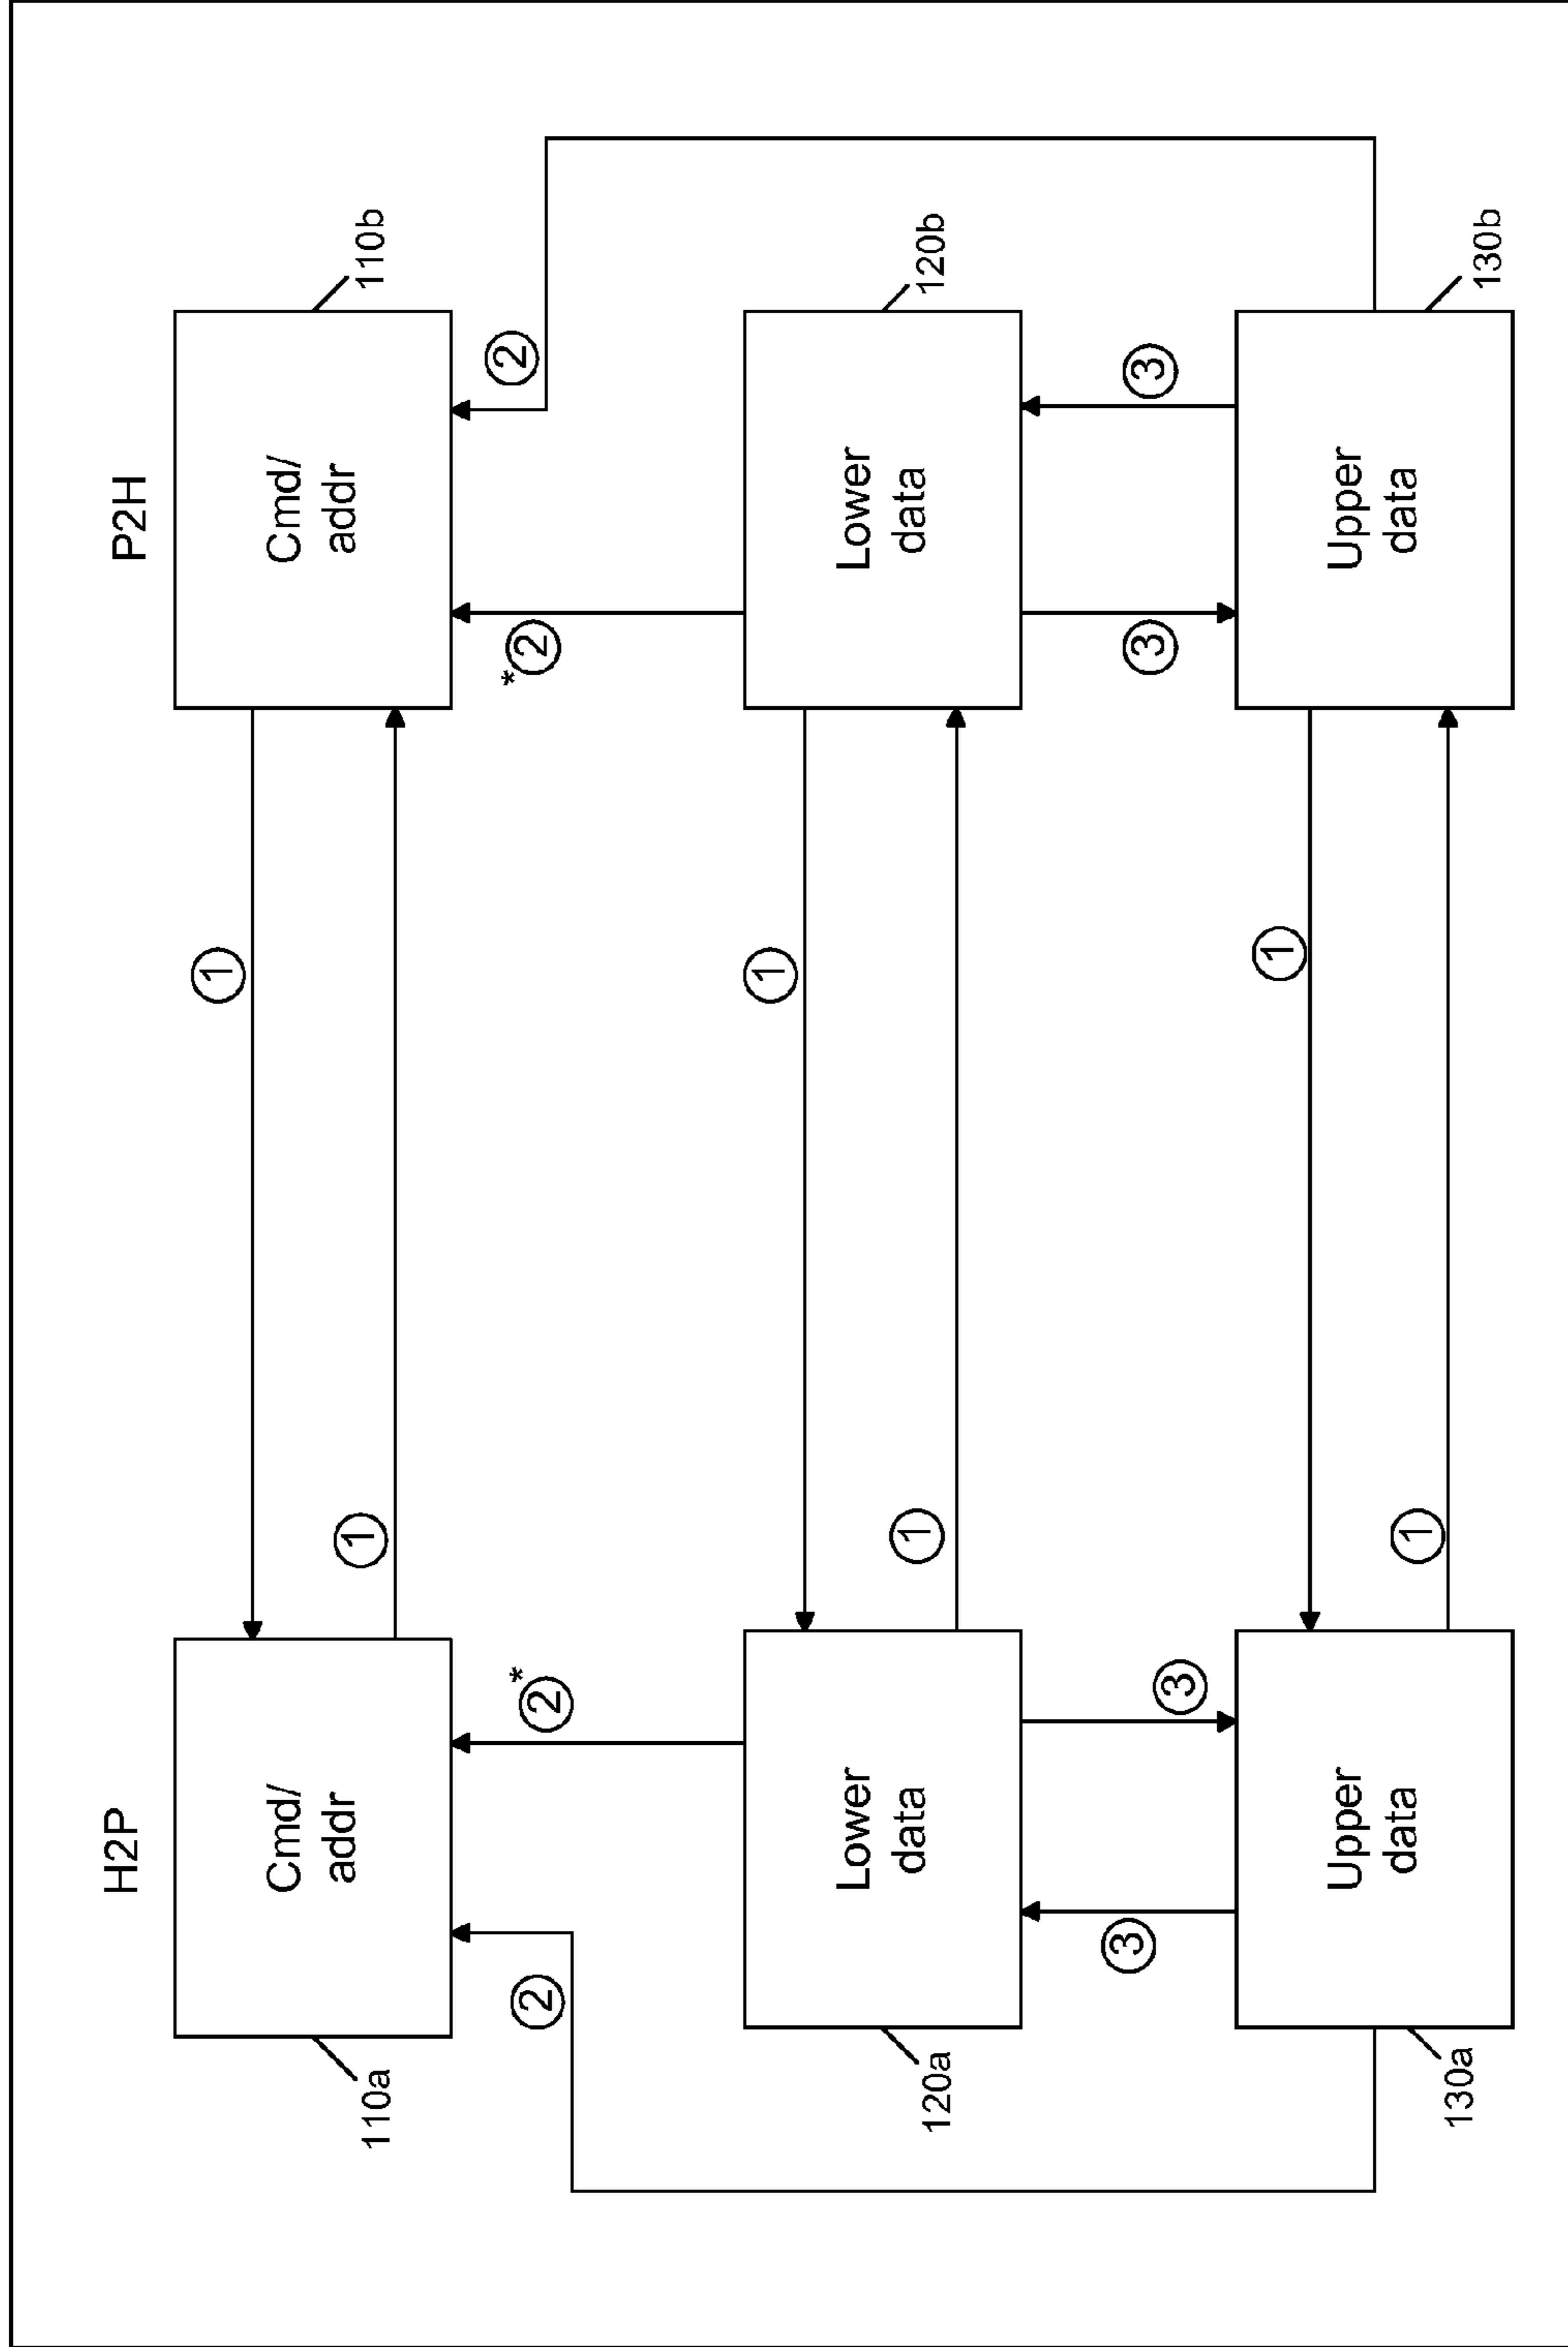 H2P
P2H
①
Cmd/
addr
Cmd/
addr
①
110a
110b
②
②*
*②
②
①
Lower
data
Lower
data
①
120a
120b
③
③
③
③
①
Upper
data
Upper
data
①
130a
130b